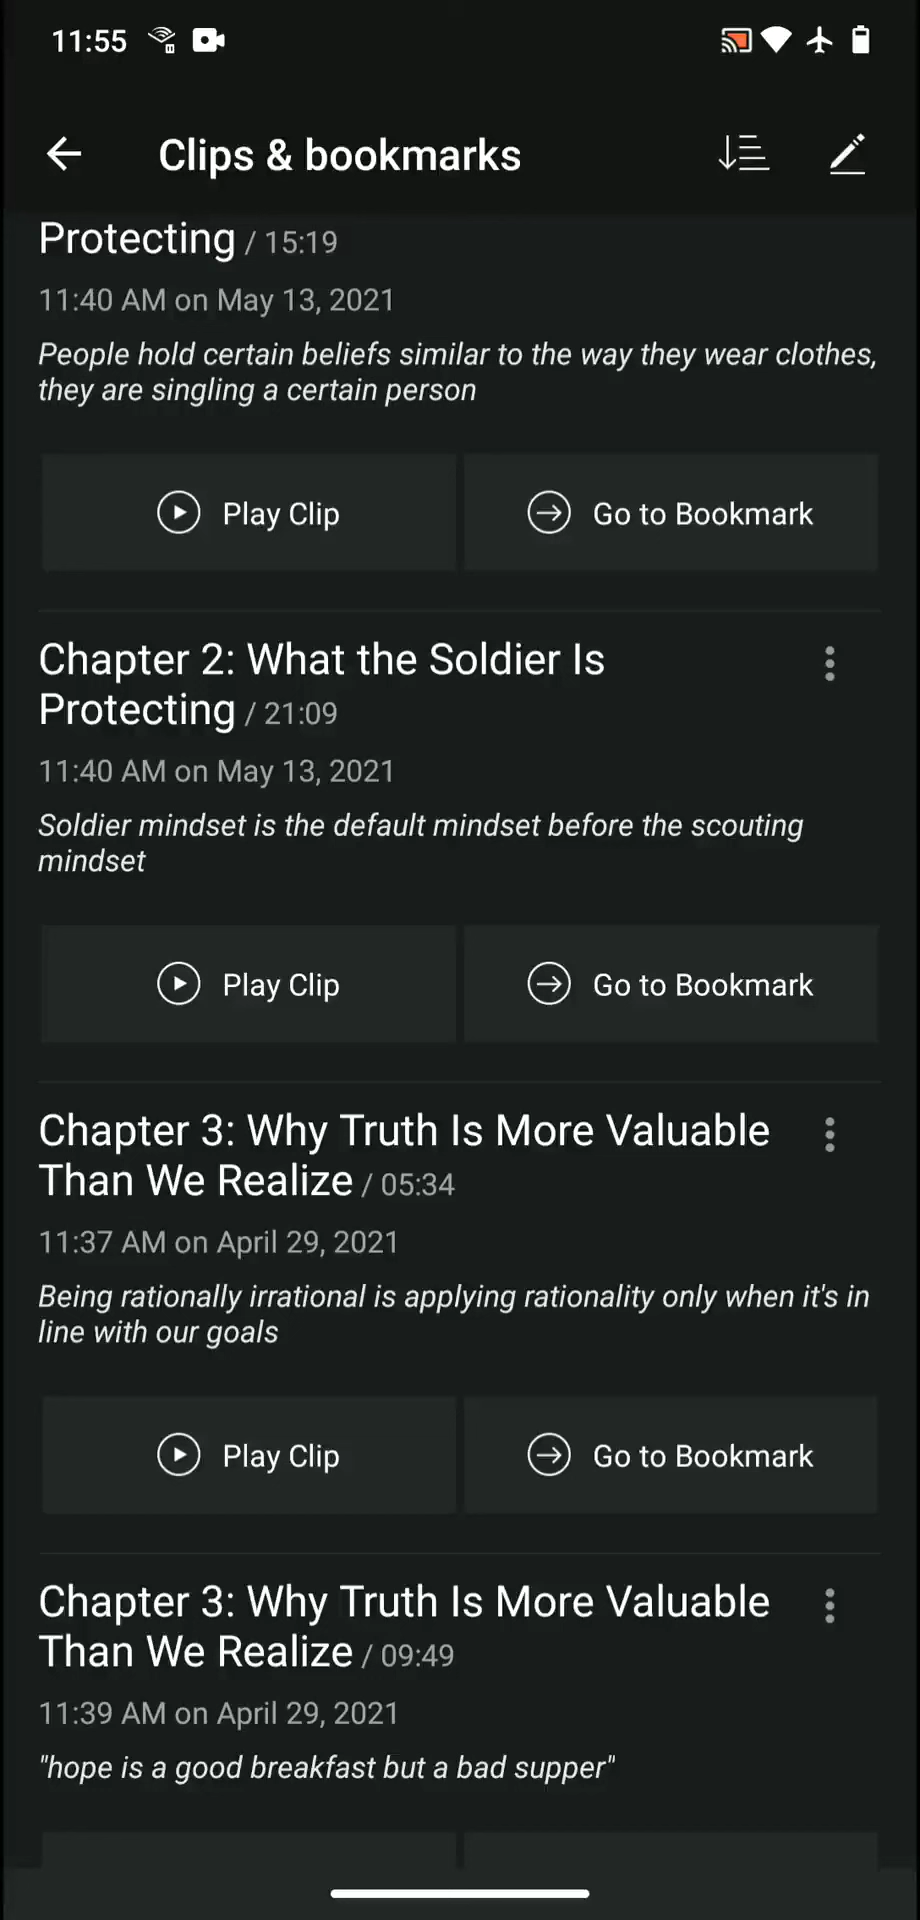 11:55
Clips & bookmarks
Protecting / 15:19
11:40 AM on May 13, 2021
People hold certain beliefs similar to the way they wear clothes,
they are singling a certain person
Play Clip
Go to Bookmark
Chapter 2: What the Soldier Is
Protecting / 21:09
11:40 AM on May 13, 2021
Soldier mindset is the default mindset before the scouting
mindset
Play Clip
Go to Bookmark
Chapter 3: Why Truth Is More Valuable
Than We Realize / 05:34
11:37 AM on April 29, 2021
Being rationally irrational is applying rationality only when it's in
line with our goals
Play Clip
Go to Bookmark
Chapter 3: Why Truth Is More Valuable
Than We Realize / 09:49
11:39 AM on April 29, 2021
"hope is a good breakfast but a bad supper"